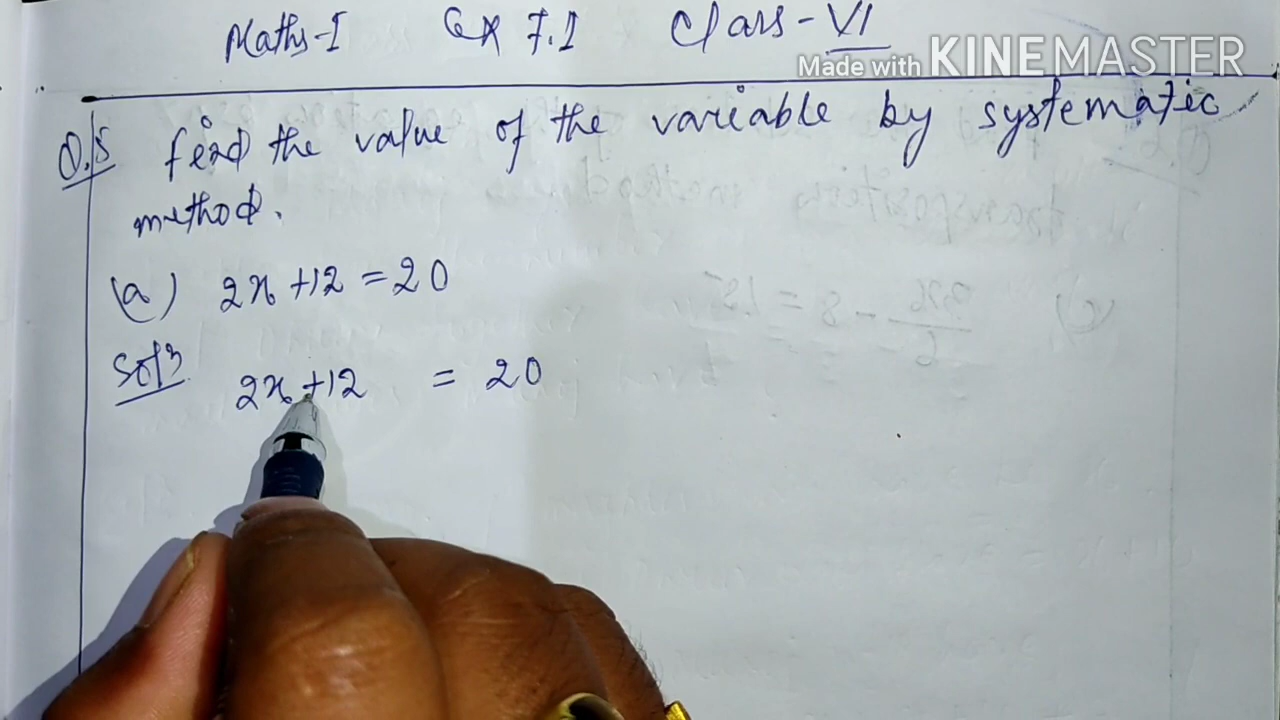 Maths-I Ex 7.1 Class-VI
Made with KINEMASTER
Q.5 find the value of the variable by systematic
method.
(a) 2x+12=20
Soln 2x+12 = 20